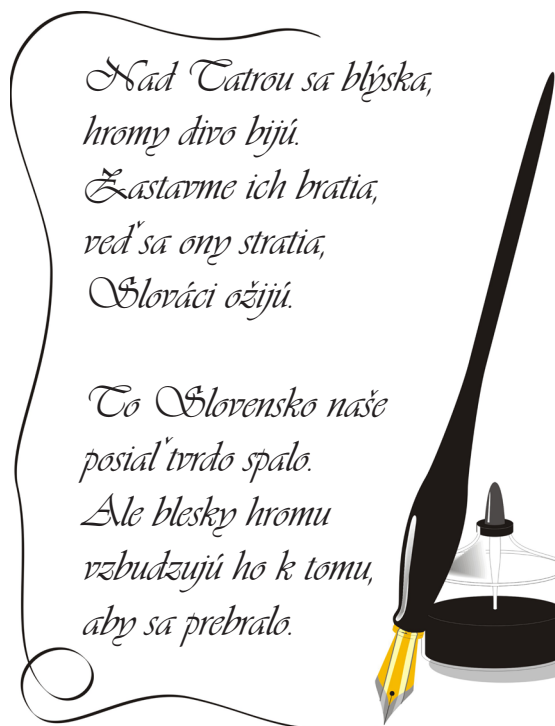 Nad Tatrou sa blýska,
hromy divo bijú.
Zastavme ich bratia,
veď sa ony stratia,
Slováci ožijú.

To Slovensko naše
posiaľ tvrdo spalo.
Ale blesky hromu
vzbudzujú ho k tomu,
aby sa prebralo.